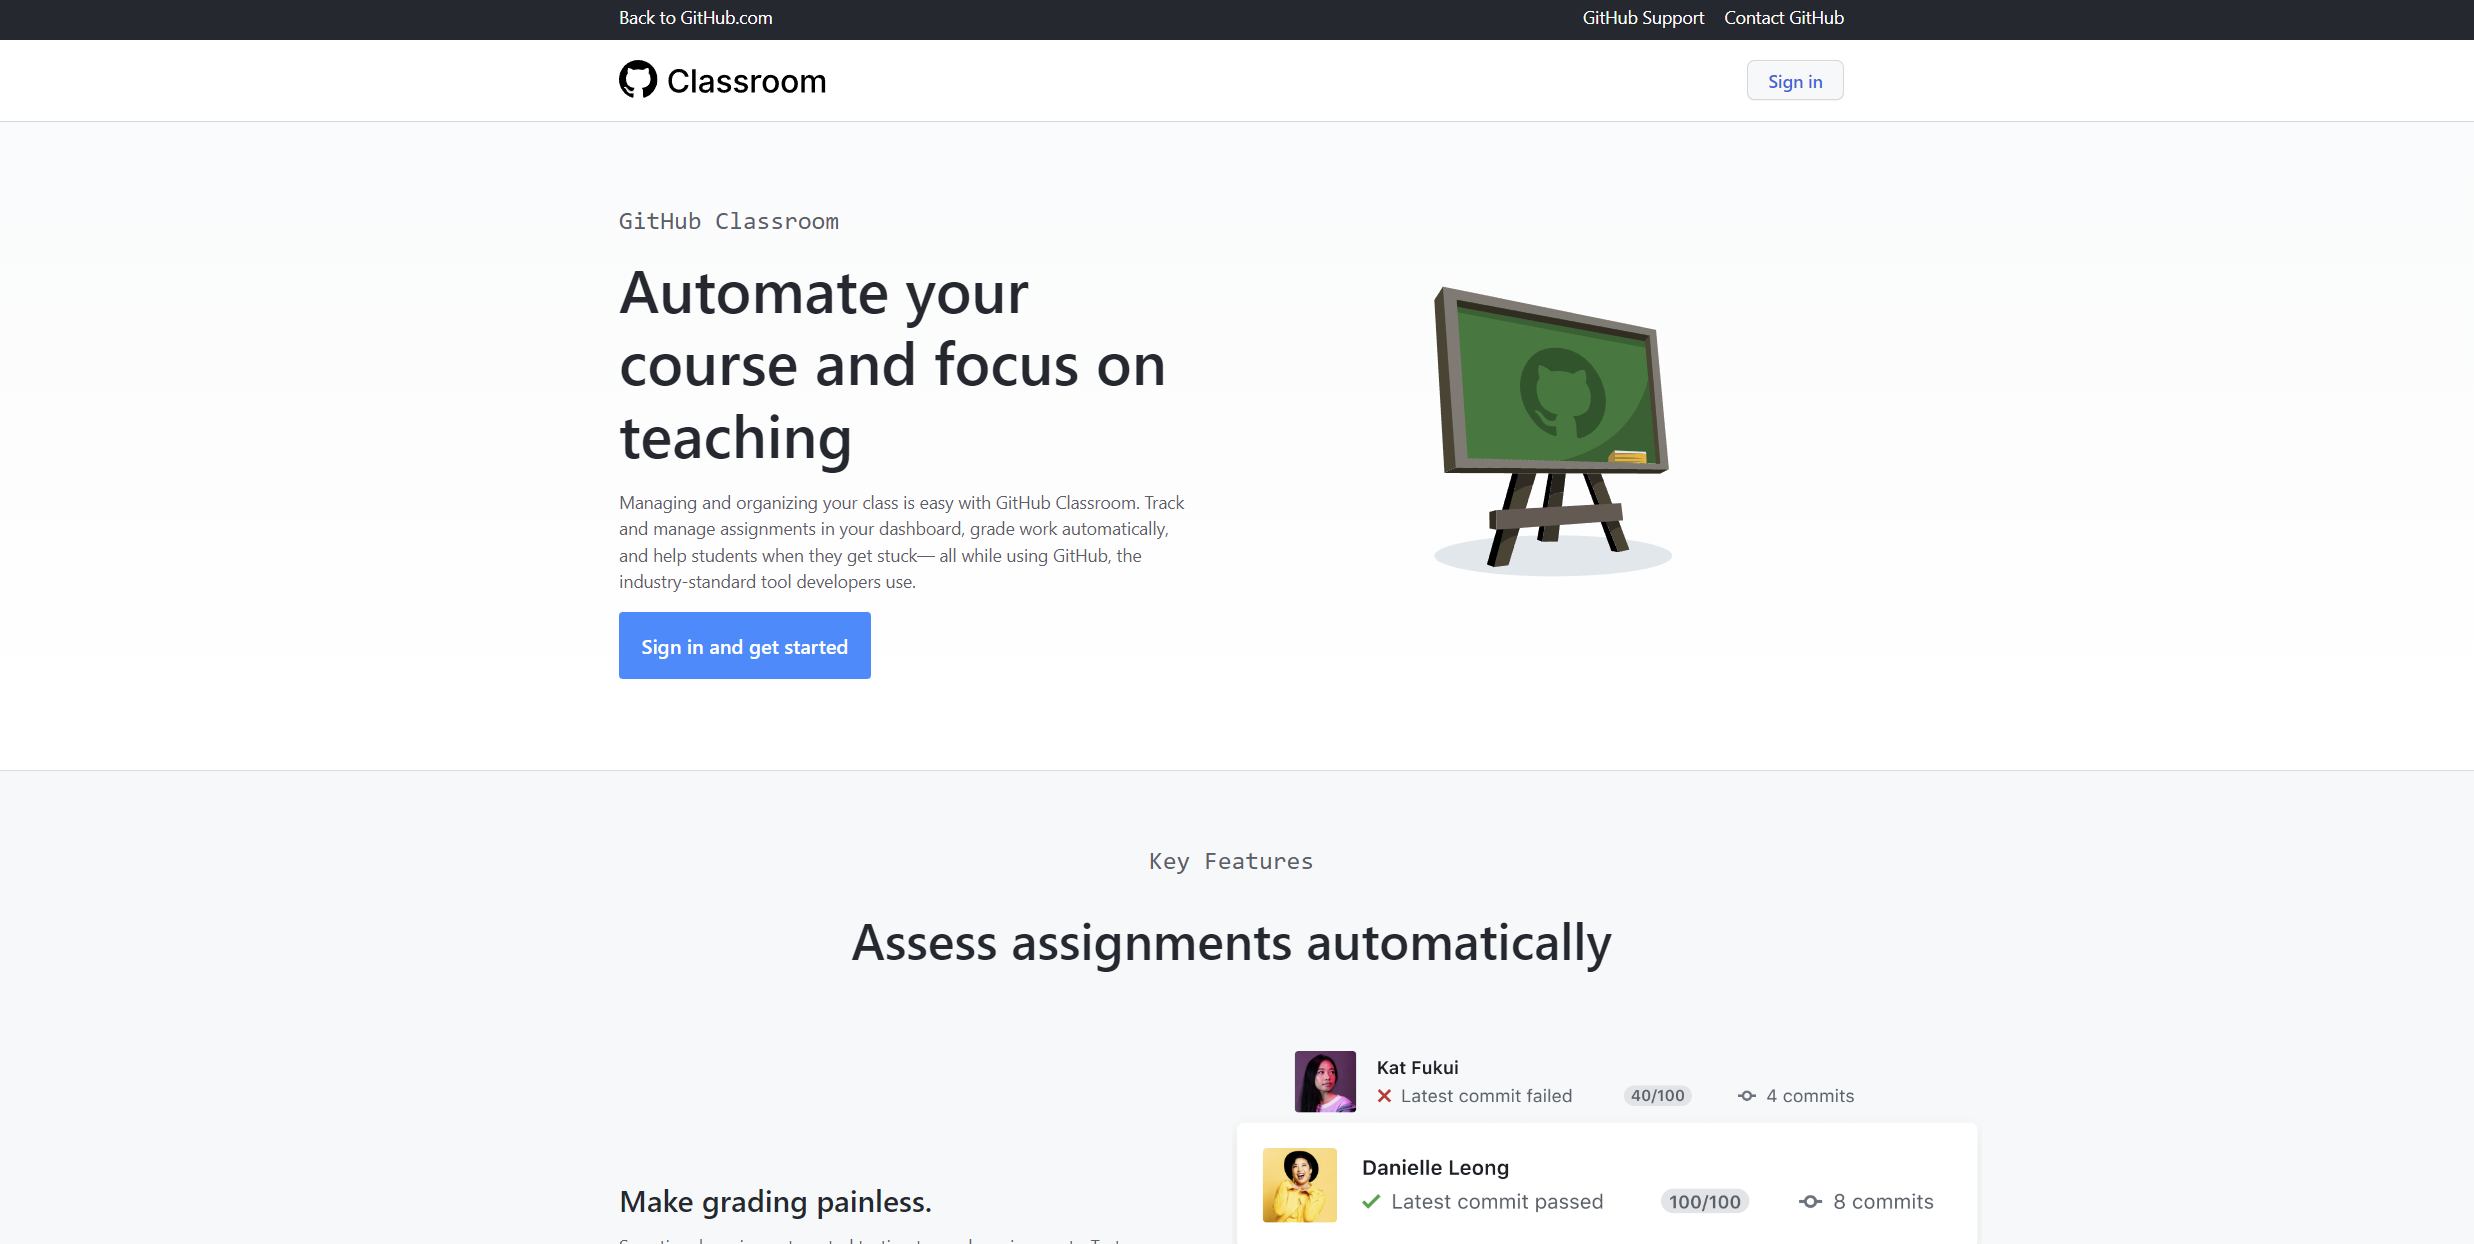 Back to GitHub.com
GitHub Support
Contact GitHub
Classroom
Sign in
GitHub Classroom
Automate your
course and focus on
teaching
Managing and organizing your class is easy with GitHub Classroom. Track
and manage assignments in your dashboard, grade work automatically,
and help students when they get stuck— all while using GitHub, the
industry-standard tool developers use.
Sign in and get started
Key Features
Assess assignments automatically
Kat Fukui
Latest commit failed
40/100
4 commits
Danielle Leong
Latest commit passed
100/100
8 commits
Make grading painless.